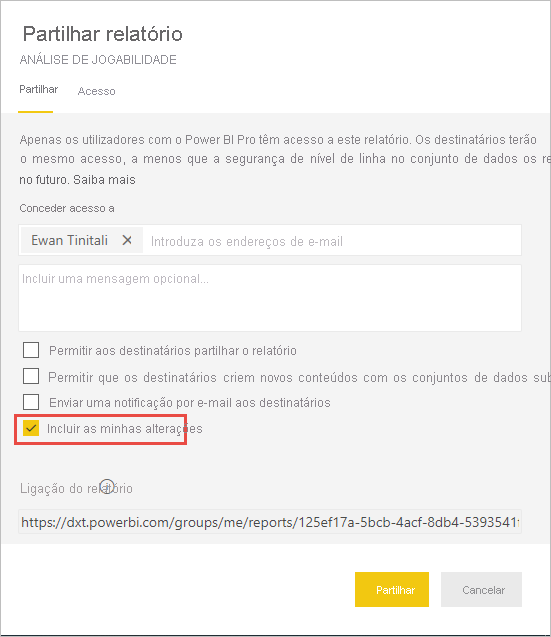 Partilhar relatório
ANÁLISE DE JOGABILIDADE
Partilhar
Acesso
Apenas os utilizadores com o Power BI Pro têm acesso a este relatório. Os destinatários terão
o mesmo acesso, a menos que a segurança de nível de linha no conjunto de dados os re
no futuro. Saiba mais
Conceder acesso a
Ewan Tinitali
Introduza os endereços de e-mail
Incluir uma mensagem opcional...
Permitir aos destinatários partilhar o relatório
Permitir que os destinatários criem novos conteúdos com os conjuntos de dados sub
Enviar uma notificação por e-mail aos destinatários
Incluir as minhas alterações
Ligação do relatório
https://dxt.powerbi.com/groups/me/reports/125ef17a-5bcb-4acf-8db4-5393541f
Partilhar
Cancelar